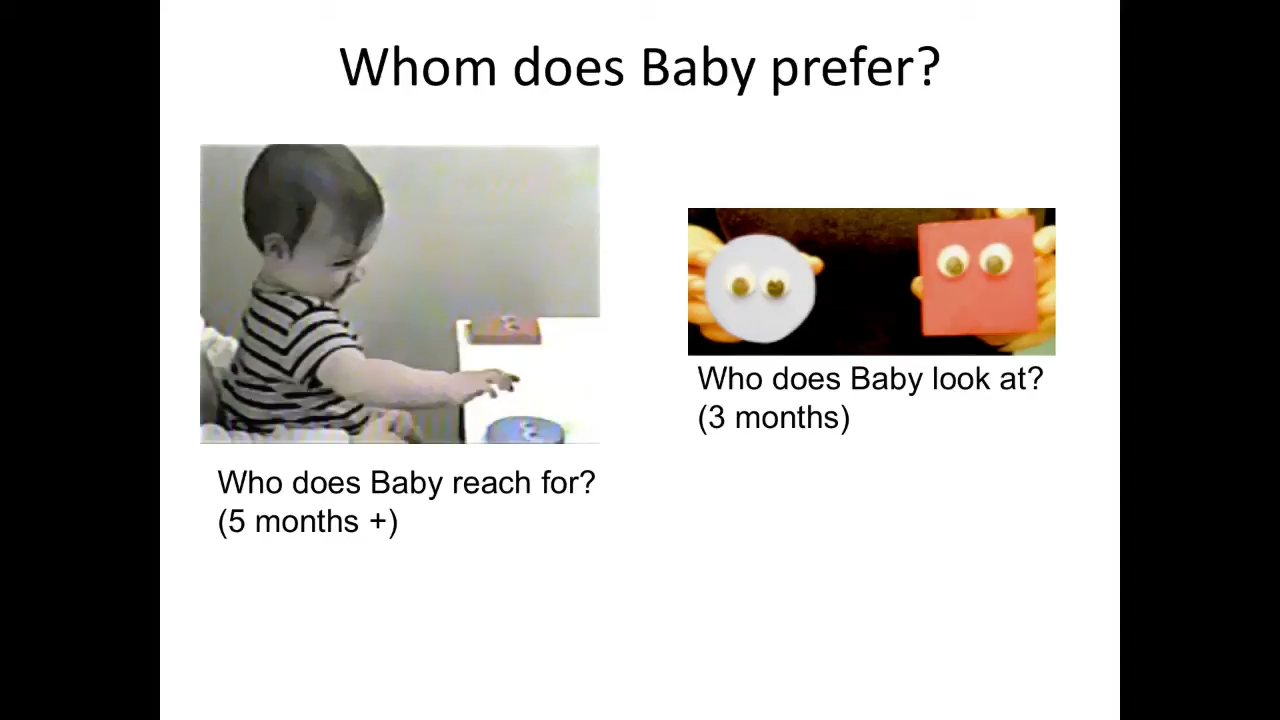 Whom does Baby prefer?
Who does Baby look at?
(3 months)
Who does Baby reach for?
(5 months +)